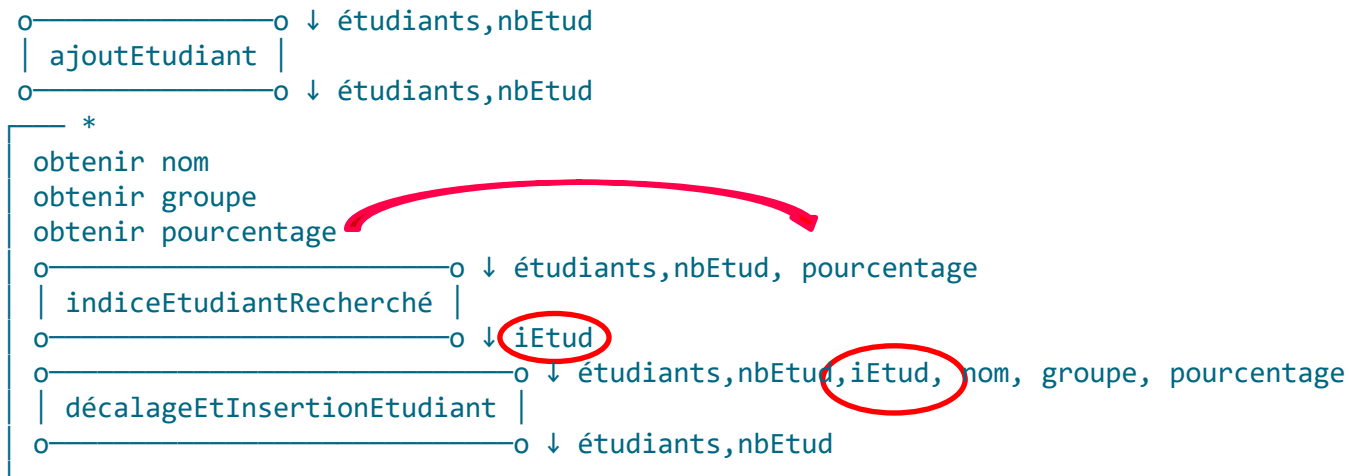 o───────────────o ↓ étudiants,nbEtud
│ ajoutEtudiant │
o───────────────o ↓ étudiants,nbEtud
┌─── *
│ obtenir nom
│ obtenir groupe
│ obtenir pourcentage
│ o─────────────────────────o ↓ étudiants,nbEtud, pourcentage
│ │ indiceEtudiantRecherché │
│ o─────────────────────────o ↓ iEtud
│ o─────────────────────────────o ↓ étudiants,nbEtud,iEtud, nom, groupe, pourcentage
│ │ décalageEtInsertionEtudiant │
│ o─────────────────────────────o ↓ étudiants,nbEtud